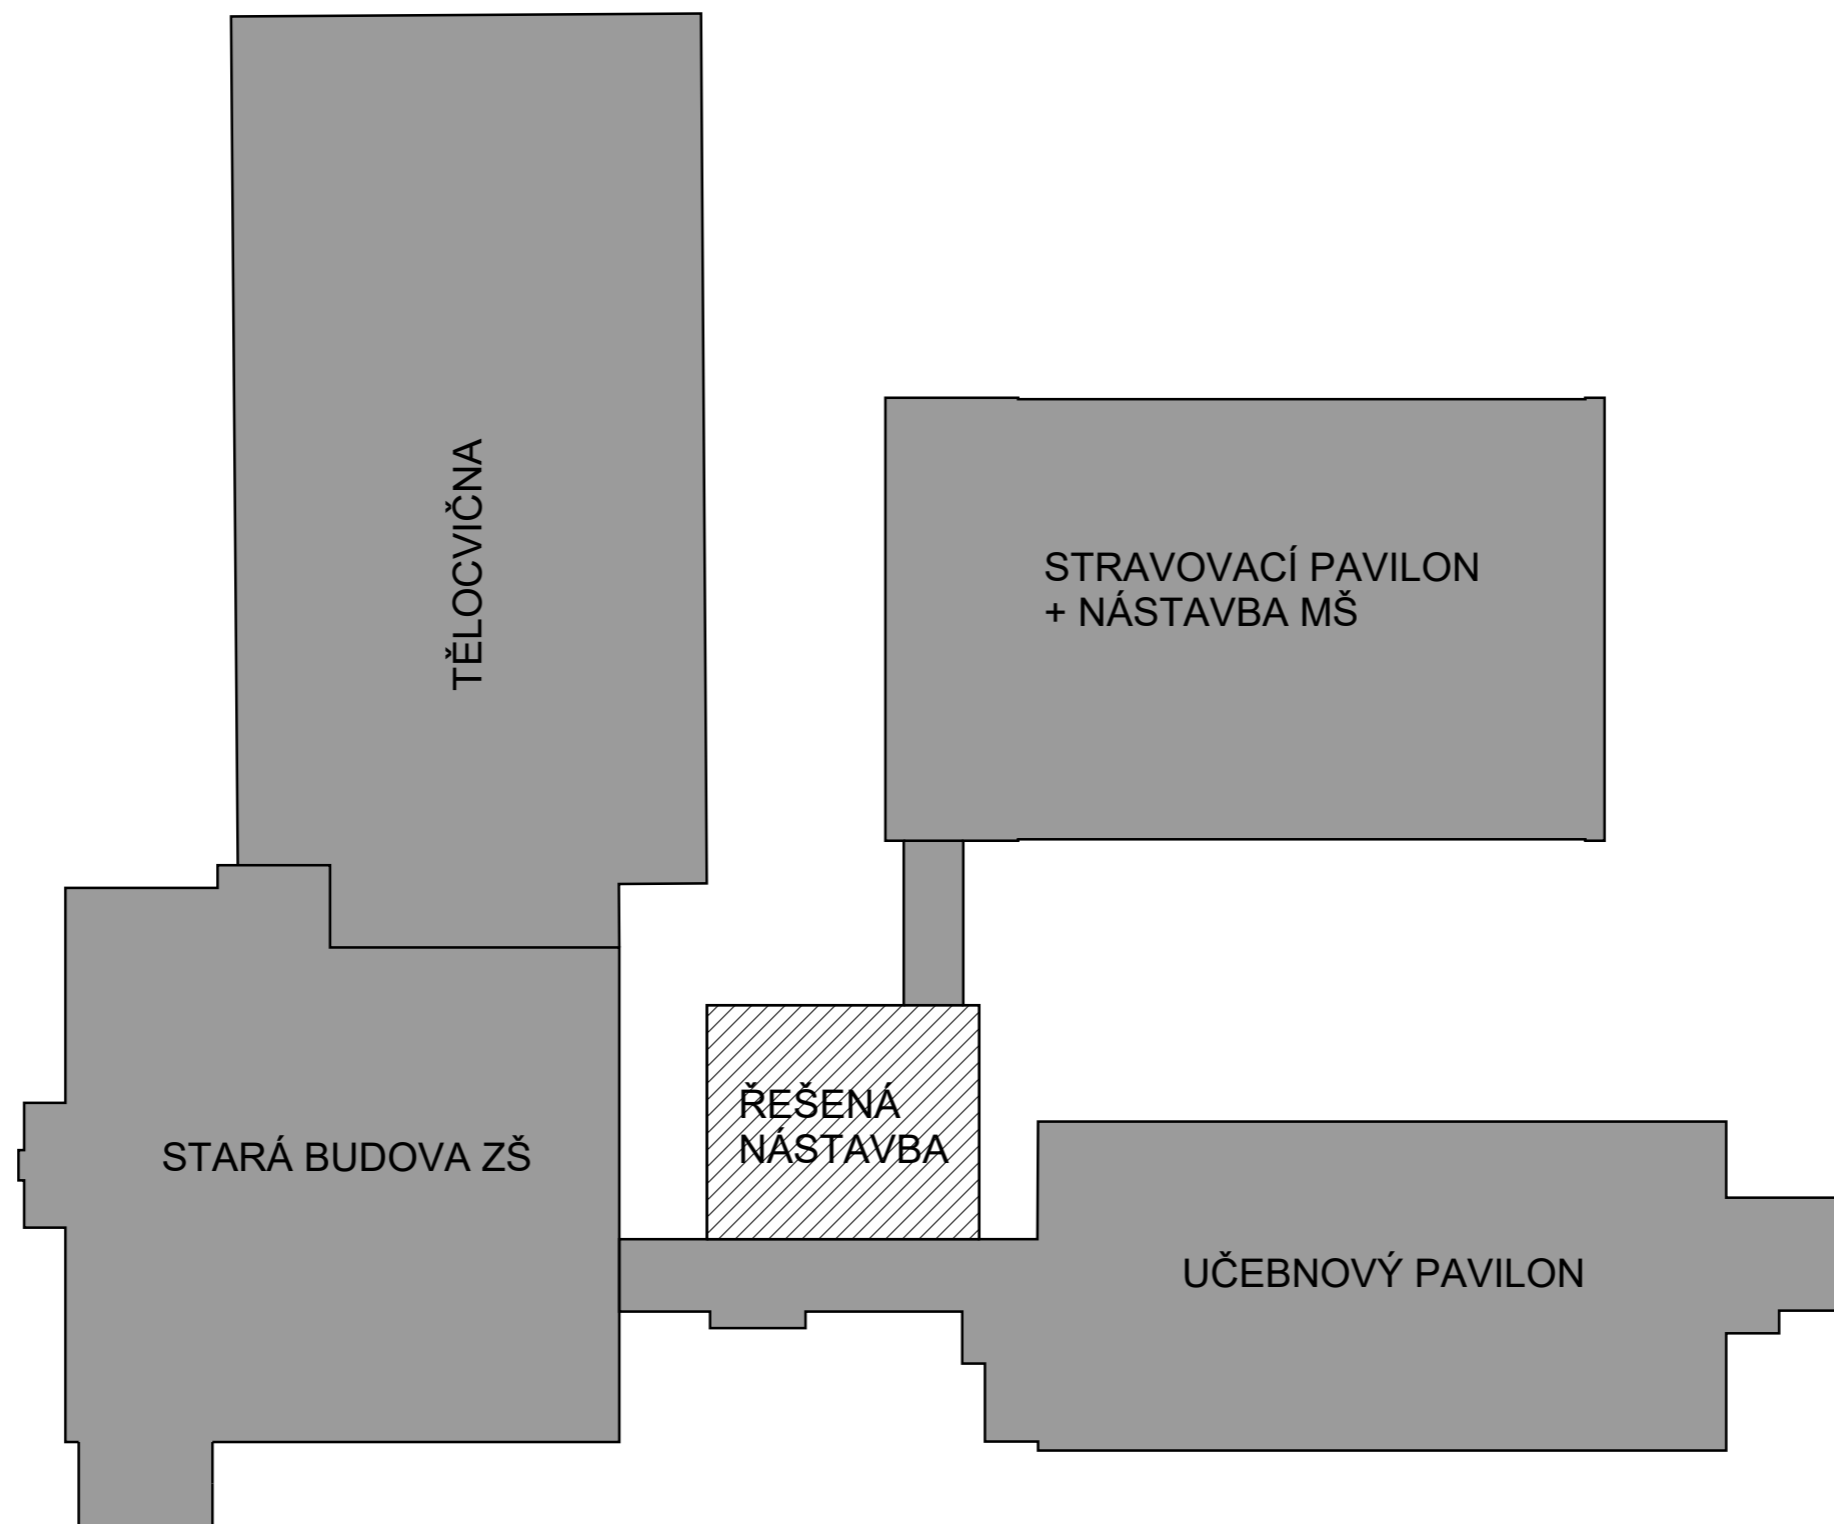 TĚLOCVIČNA
STRAVOVACÍ PAVILON
+ NÁSTAVBA MŠ
ŘEŠENÁ
NÁSTAVBA
STARÁ BUDOVA ZŠ
UČEBNOVÝ PAVILON